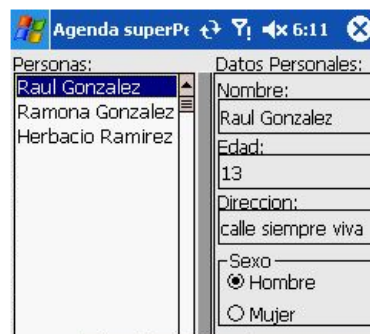 Agenda superPe 6:11
Personas:
Raul Gonzalez
Ramona Gonzalez
Herbacio Ramirez
Datos Personales:
Nombre:
Raul Gonzalez
Edad:
13
Direccion:
calle siempre viva
Sexo
Hombre
Mujer